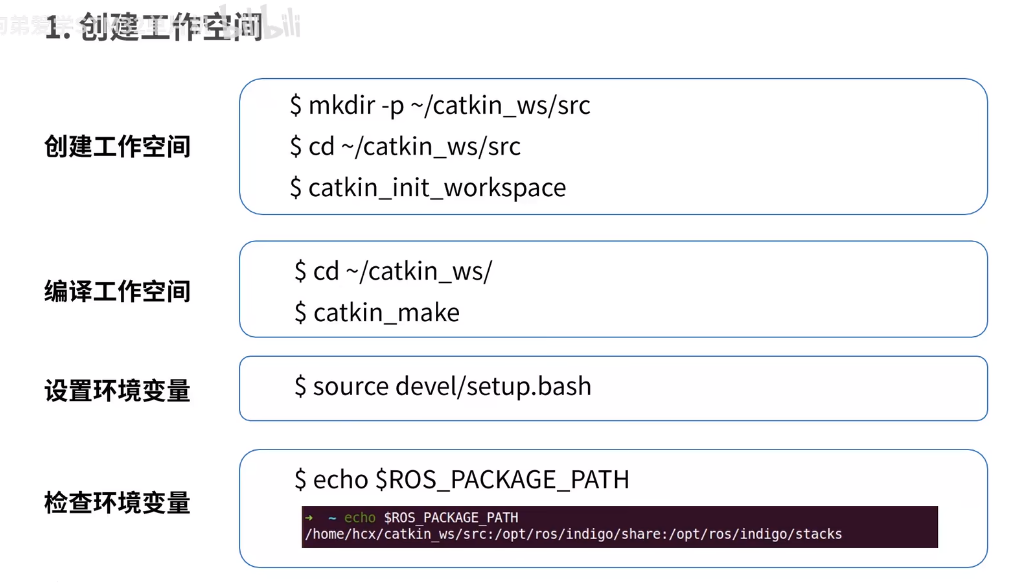 1. 创建工作空间
bilibili
创建工作空间
$ mkdir -p ~/catkin_ws/src
$ cd ~/catkin_ws/src
$ catkin_init_workspace
编译工作空间
$ cd ~/catkin_ws/
$ catkin_make
设置环境变量
$ source devel/setup.bash
检查环境变量
$ echo $ROS_PACKAGE_PATH
➜ ~ echo $ROS_PACKAGE_PATH
/home/hcx/catkin_ws/src:/opt/ros/indigo/share:/opt/ros/indigo/stacks